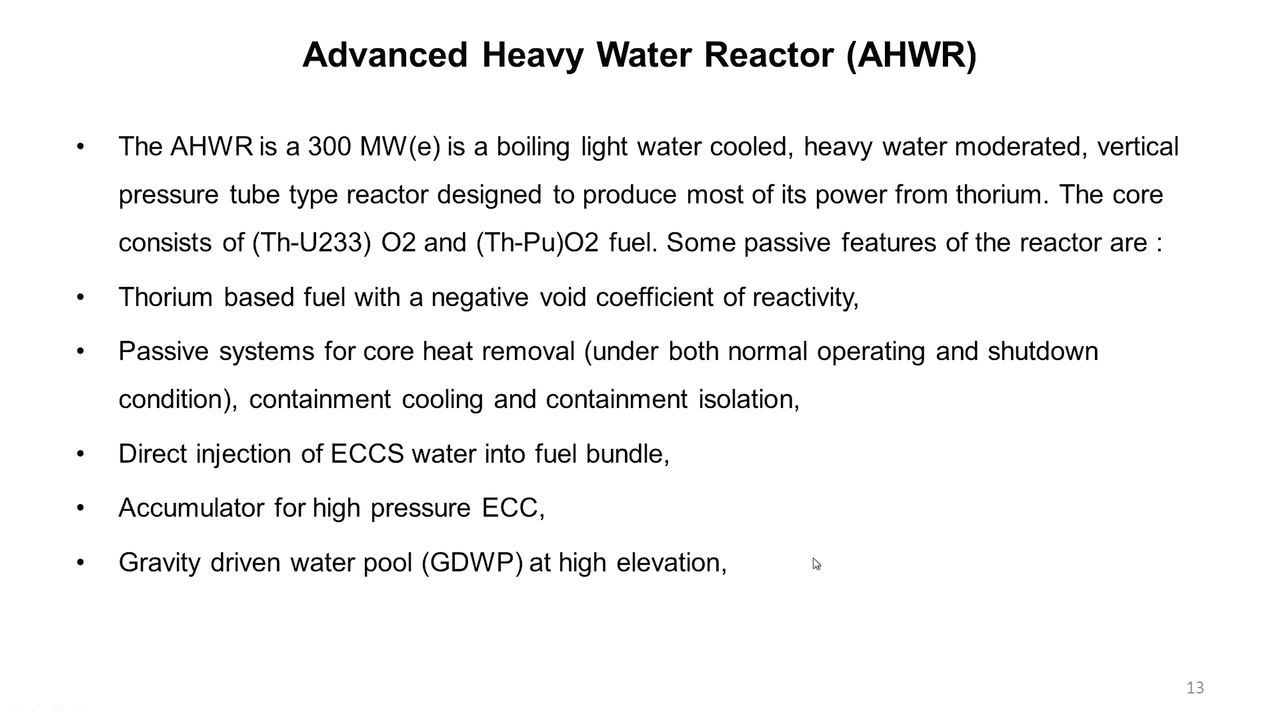 Advanced Heavy Water Reactor (AHWR)
• The AHWR is a 300 MW(e) is a boiling light water cooled, heavy water moderated, vertical
pressure tube type reactor designed to produce most of its power from thorium. The core
consists of (Th-U233) O2 and (Th-Pu)O2 fuel. Some passive features of the reactor are :
• Thorium based fuel with a negative void coefficient of reactivity,
• Passive systems for core heat removal (under both normal operating and shutdown
condition), containment cooling and containment isolation,
• Direct injection of ECCS water into fuel bundle,
• Accumulator for high pressure ECC,
• Gravity driven water pool (GDWP) at high elevation,
13